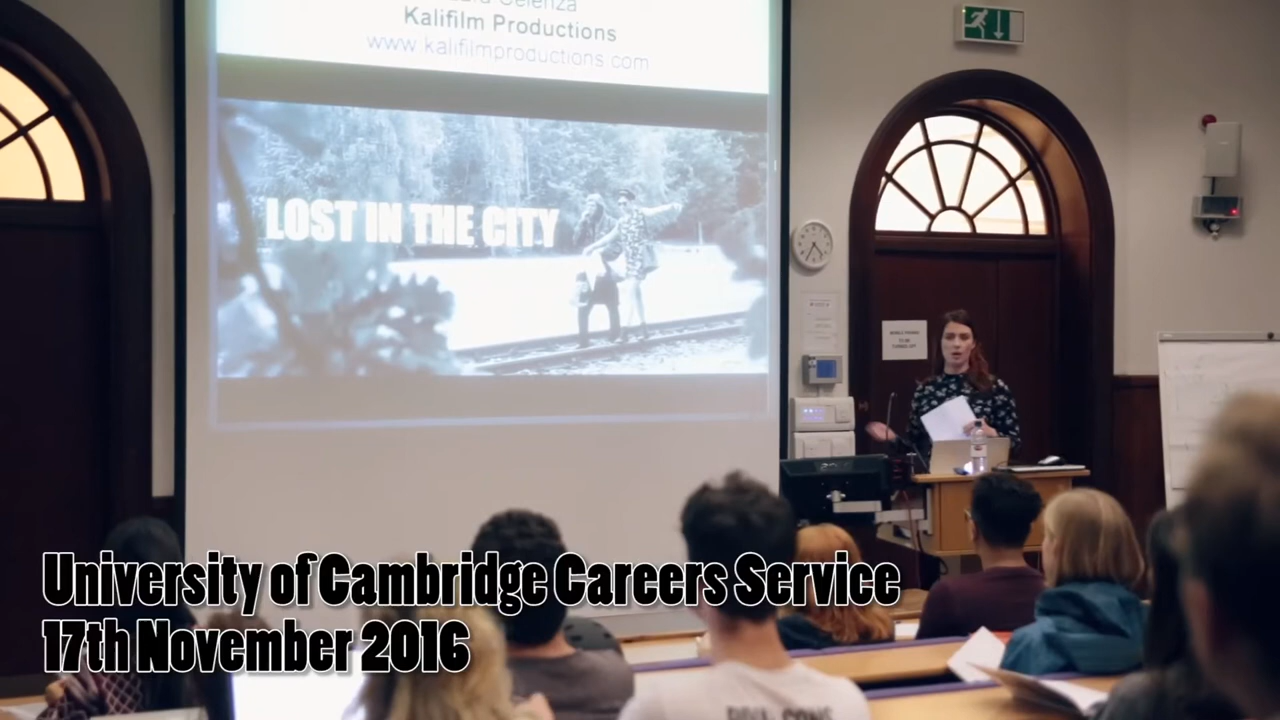 Kalifilm Productions
www.kalifilmproductions.com
LOST IN THE CITY
University of Cambridge Careers Service
17th November 2016